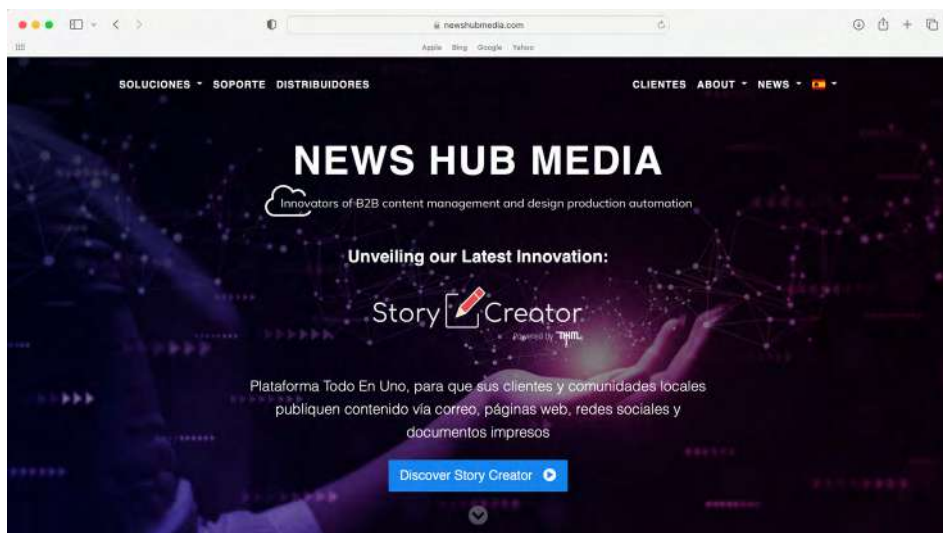 newshubmedia.com
Apple Bing Google Yahoo
SOLUCIONES SOPORTE DISTRIBUIDORES CLIENTES ABOUT NEWS
NEWS HUB MEDIA
Innovators of B2B content management and design production automation
Unveiling our Latest Innovation:
Story Creator
Powered by NHM
Plataforma Todo En Uno, para que sus clientes y comunidades locales
publiquen contenido vía correo, páginas web, redes sociales y
documentos impresos
Discover Story Creator